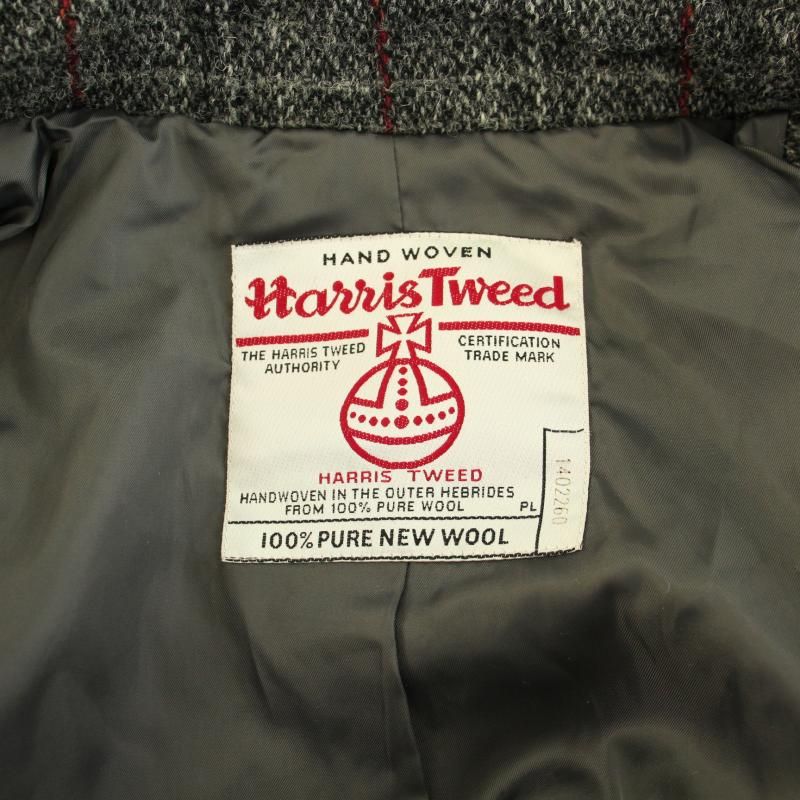 HAND WOVEN
Harris Tweed
THE HARRIS TWEED
AUTHORITY
CERTIFICATION
TRADE MARK
HARRIS TWEED
HANDWOVEN IN THE OUTER HEBRIDES
FROM 100% PURE WOOL
PL
1402260
100% PURE NEW WOOL